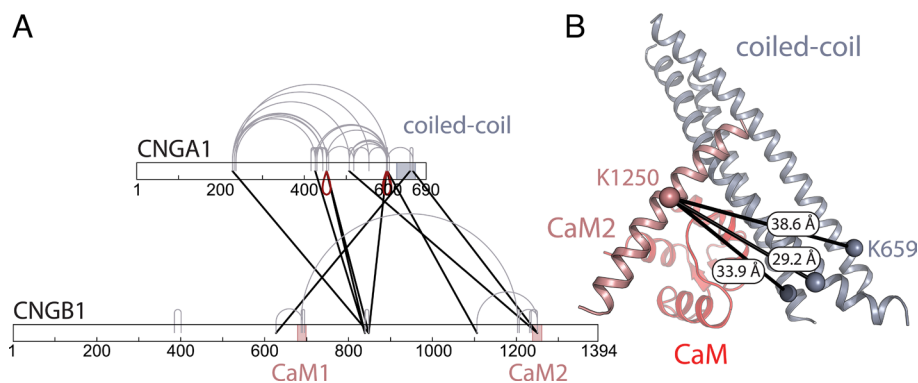 A
B
coiled-coil
coiled-coil
CNGA1
1
200
400
600
690
K1250
CaM2
38.6 Å
K659
29.2 Å
33.9 Å
CaM
CNGB1
1
200
400
600
800
1000
1200
1394
CaM1
CaM2